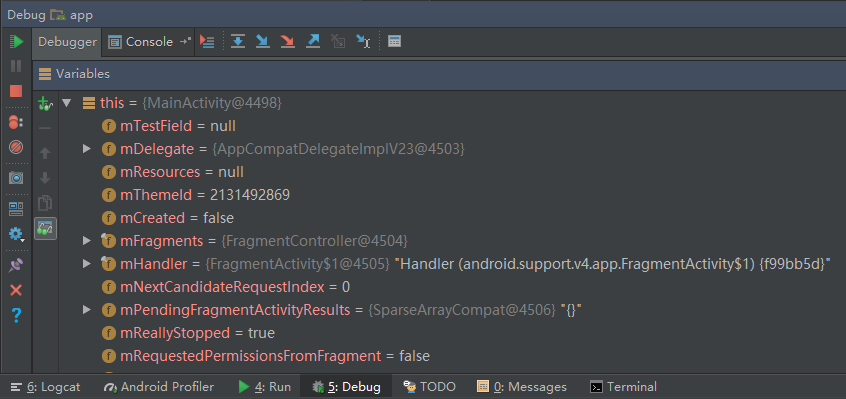 Debug app
Debugger Console
Variables
this = {MainActivity@4498}
mTestField = null
mDelegate = {AppCompatDelegateImplV23@4503}
mResources = null
mThemeId = 2131492869
mCreated = false
mFragments = {FragmentController@4504}
mHandler = {FragmentActivity$1@4505} "Handler (android.support.v4.app.FragmentActivity$1) {f99bb5d}"
mNextCandidateRequestIndex = 0
mPendingFragmentActivityResults = {SparseArrayCompat@4506} "{}"
mReallyStopped = true
mRequestedPermissionsFromFragment = false
6: Logcat Android Profiler 4: Run 5: Debug TODO 0: Messages Terminal